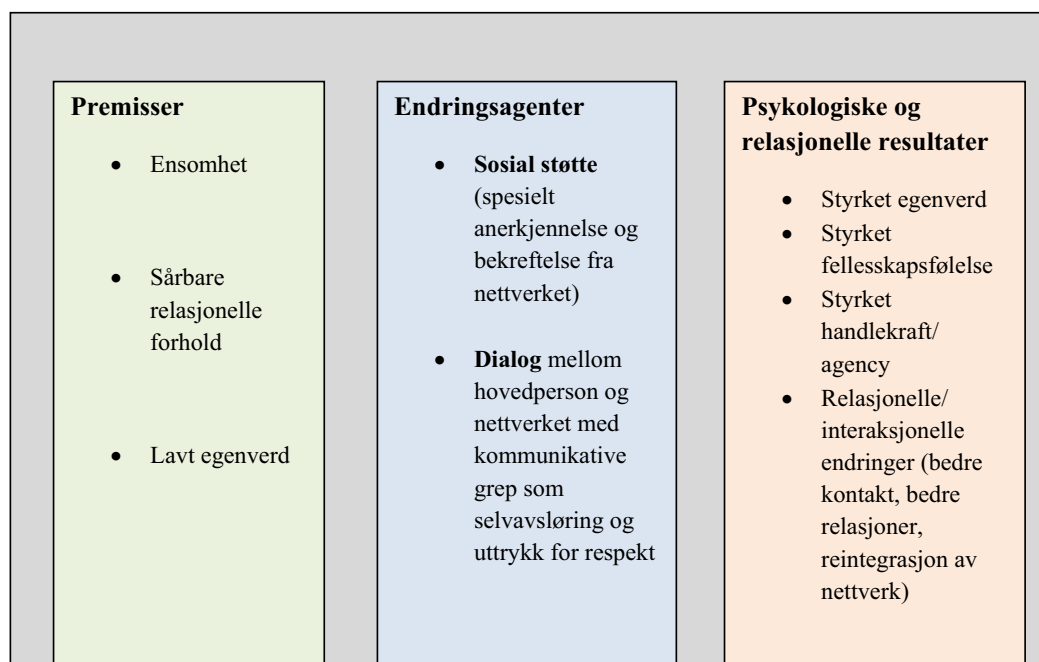 Premisser
• Ensomhet
• Sårbare
relasjonelle
forhold
• Lavt egenverd
Endringsagenter
• Sosial støtte
(spesielt
anerkjennelse og
bekreftelse fra
nettverket)
• Dialog mellom
hovedperson og
nettverket med
kommunikative
grep som
selvavsløring og
uttrykk for respekt
Psykologiske og
relasjonelle resultater
• Styrket egenverd
• Styrket
fellesskapsfølelse
• Styrket
handlekraft/
agency
• Relasjonelle/
interaksjonelle
endringer (bedre
kontakt, bedre
relasjoner,
reintegrasjon av
nettverk)